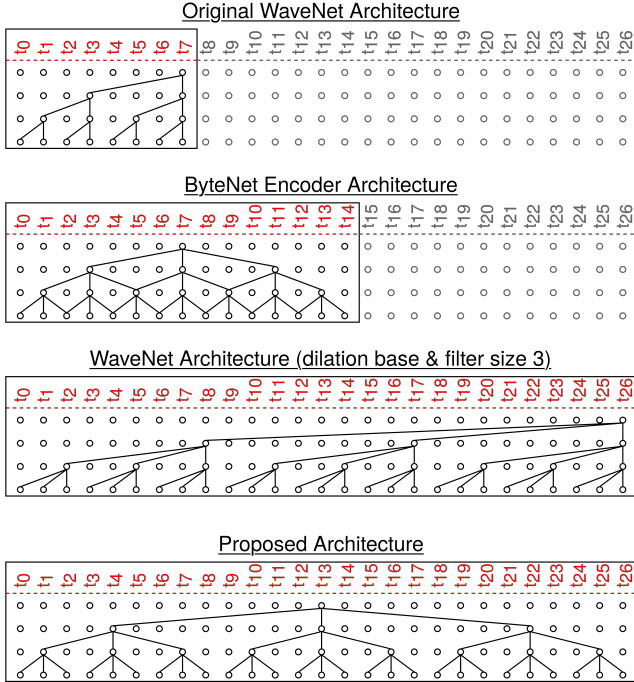 Original WaveNet Architecture
t0 t1 t2 t3 t4 t5 t6 t7 t8 t9 t10 t11 t12 t13 t14 t15 t16 t17 t18 t19 t20 t21 t22 t23 t24 t25 t26
ByteNet Encoder Architecture
t0 t1 t2 t3 t4 t5 t6 t7 t8 t9 t10 t11 t12 t13 t14 t15 t16 t17 t18 t19 t20 t21 t22 t23 t24 t25 t26
WaveNet Architecture (dilation base & filter size 3)
t0 t1 t2 t3 t4 t5 t6 t7 t8 t9 t10 t11 t12 t13 t14 t15 t16 t17 t18 t19 t20 t21 t22 t23 t24 t25 t26
Proposed Architecture
t0 t1 t2 t3 t4 t5 t6 t7 t8 t9 t10 t11 t12 t13 t14 t15 t16 t17 t18 t19 t20 t21 t22 t23 t24 t25 t26